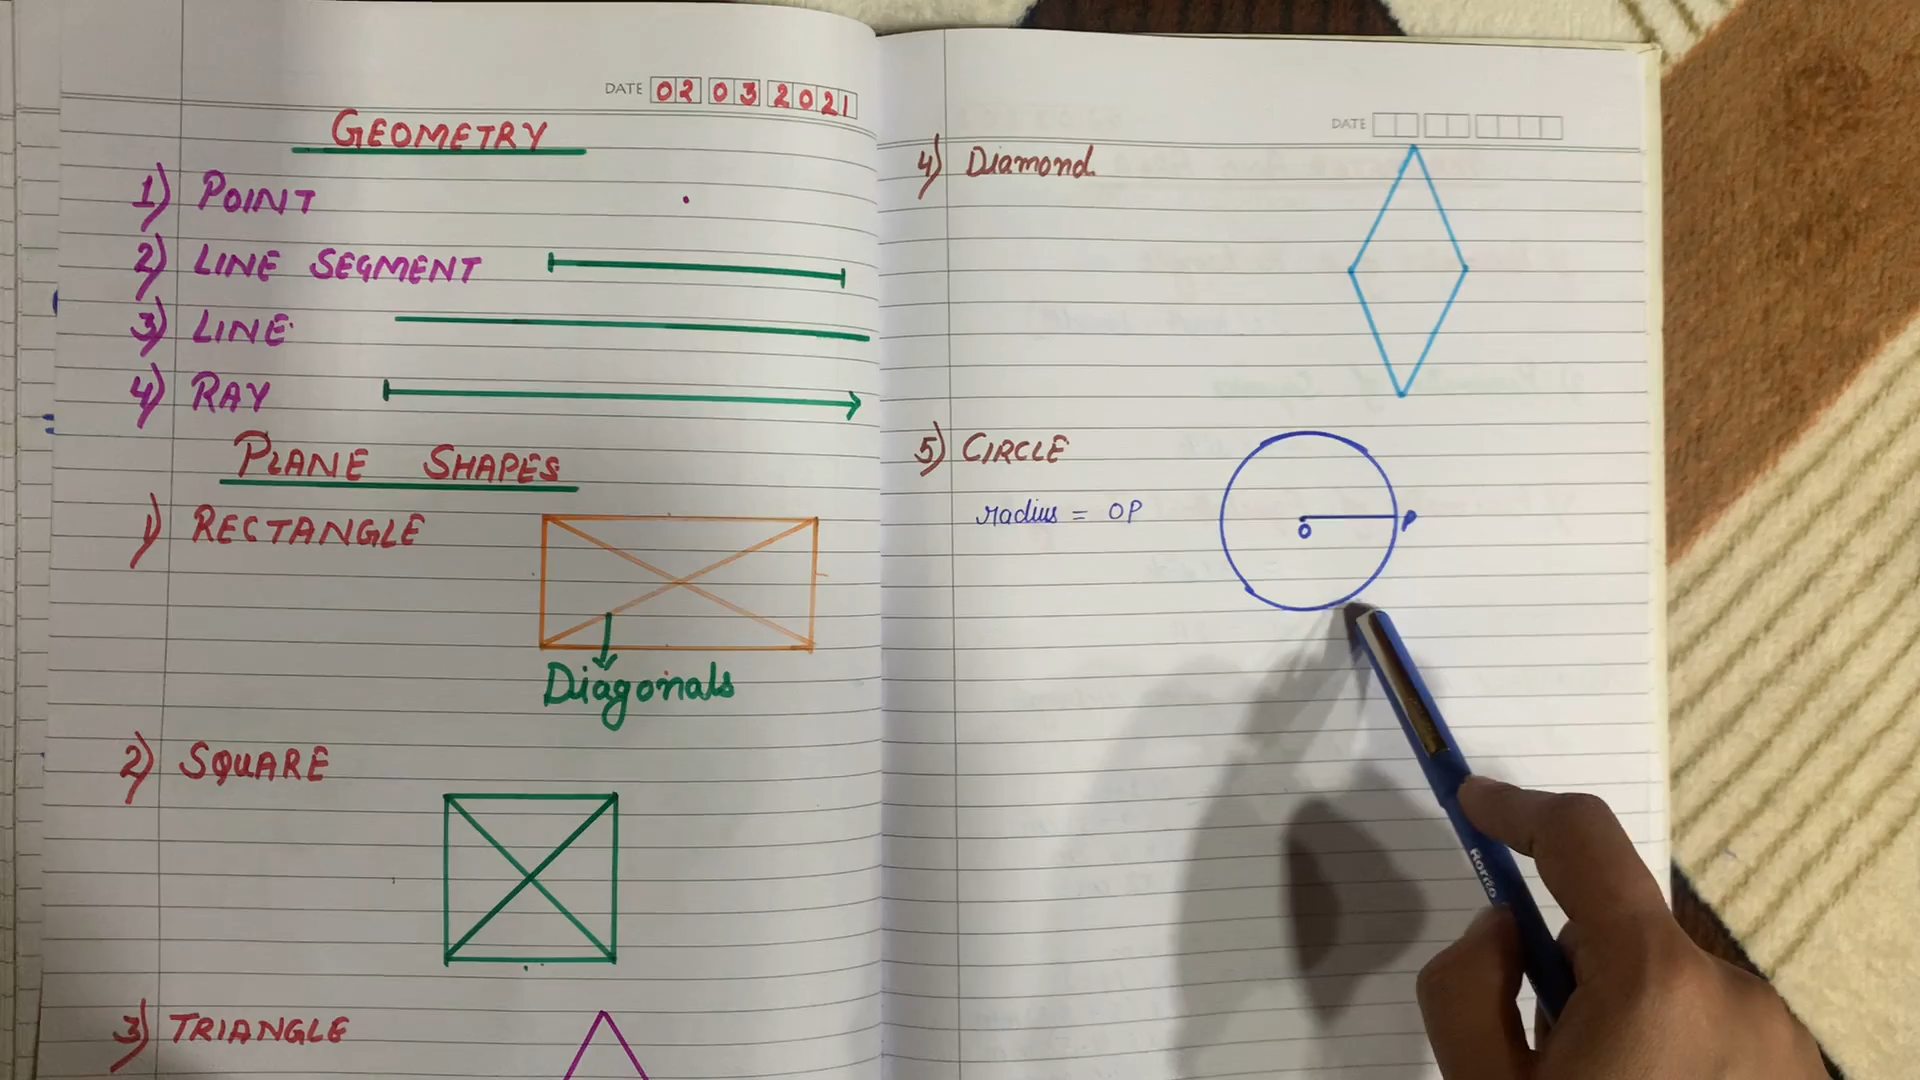 DATE 02 03 2021
GEOMETRY
1) POINT
2) LINE SEGMENT
3) LINE
4) RAY
PLANE SHAPES
1) RECTANGLE
Diagonals
2) SQUARE
3) TRIANGLE
DATE
4) Diamond
5) CIRCLE
radius = OP
O P
Rorito